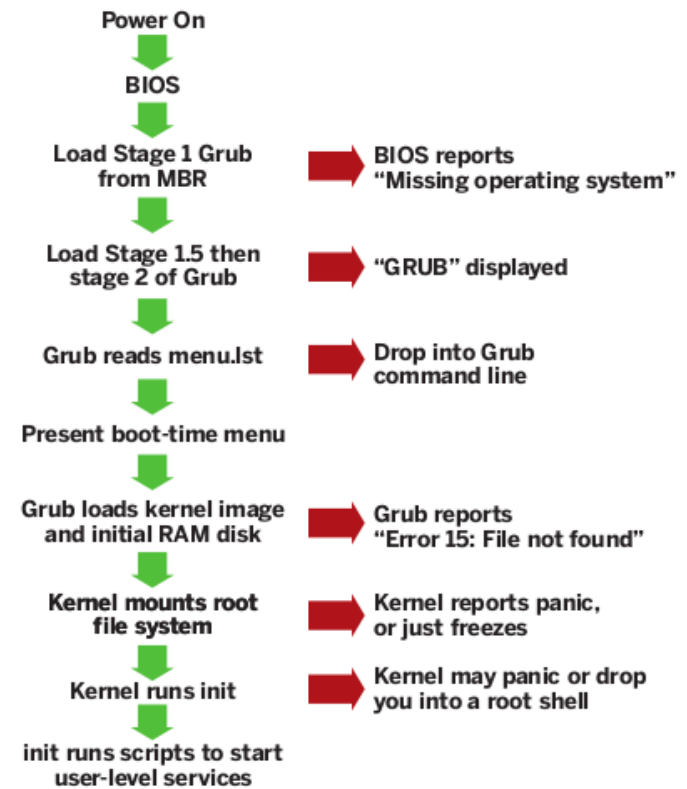 Power On
BIOS
Load Stage 1 Grub
from MBR
BIOS reports
“Missing operating system”
Load Stage 1.5 then
stage 2 of Grub
“GRUB” displayed
Grub reads menu.lst
Drop into Grub
command line
Present boot-time menu
Grub loads kernel image
and initial RAM disk
Grub reports
“Error 15: File not found”
Kernel mounts root
file system
Kernel reports panic,
or just freezes
Kernel runs init
Kernel may panic or drop
you into a root shell
init runs scripts to start
user-level services